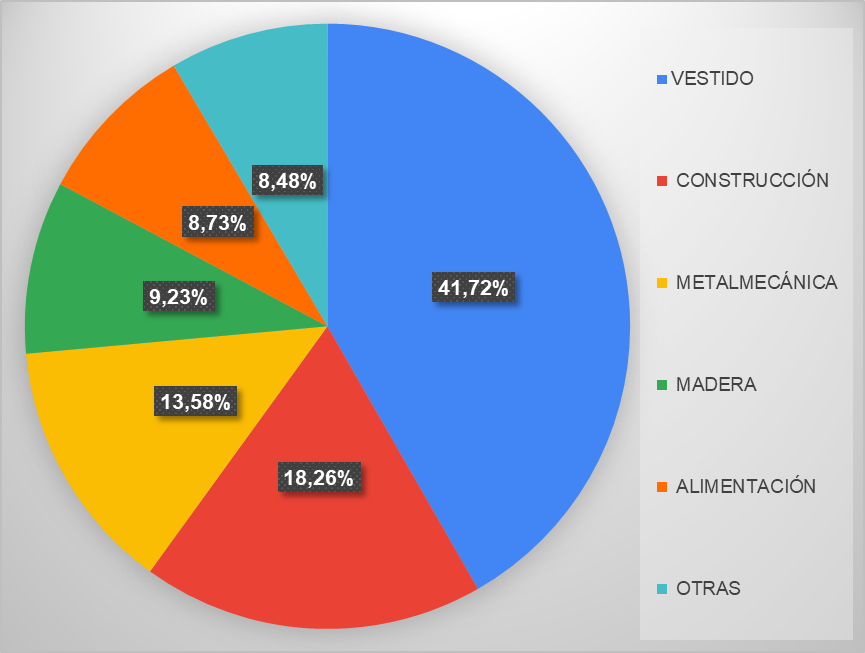 8,48%
8,73%
9,23%
13,58%
18,26%
41,72%
VESTIDO
CONSTRUCCIÓN
METALMECÁNICA
MADERA
ALIMENTACIÓN
OTRAS